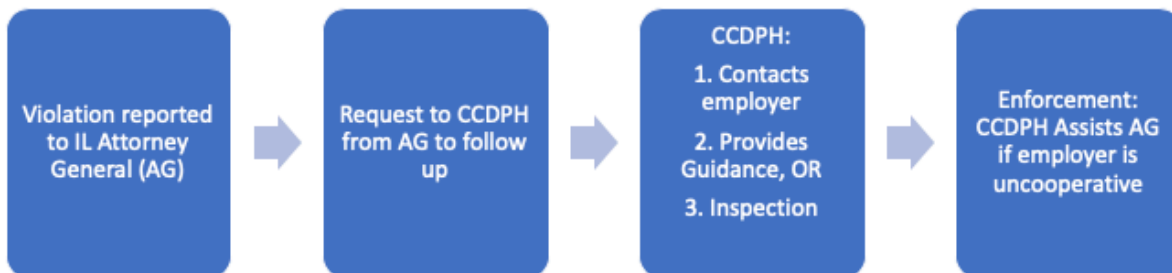 Violation reported
to IL Attorney
General (AG)
Request to CCDPH
from AG to follow
up
CCDPH:
1. Contacts
employer
2. Provides
Guidance, OR
3. Inspection
Enforcement:
CCDPH Assists AG
if employer is
uncooperative